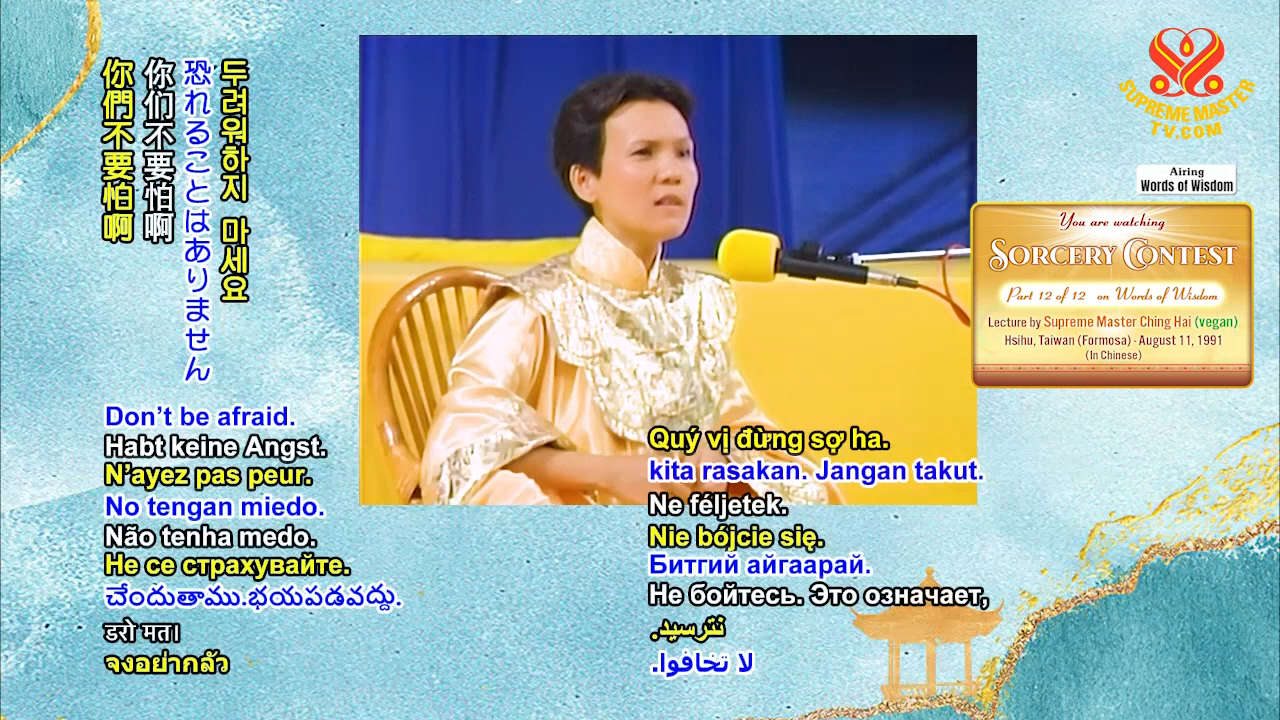 你們不要怕啊
你们不要怕啊
恐れることはありません
두려워하지 마세요
SUPREME MASTER
TV.COM
Airing
Words of Wisdom
You are watching
SORCERY CONTEST
Part 12 of 12 on Words of Wisdom
Lecture by Supreme Master Ching Hai (vegan)
Hsihu, Taiwan (Formosa) - August 11, 1991
(In Chinese)
Don't be afraid.
Habt keine Angst.
N'ayez pas peur.
No tengan miedo.
Não tenha medo.
Не се страхувайте.
చేందుతాము.భయపడవద్దు.
डरो मत।
จงอย่ากลัว
Quý vị đừng sợ ha.
kita rasakan. Jangan takut.
Ne féljetek.
Nie bójcie się.
Битгий айгаарай.
Не бойтесь. Это означает,
نترسید.
لا تخافوا.